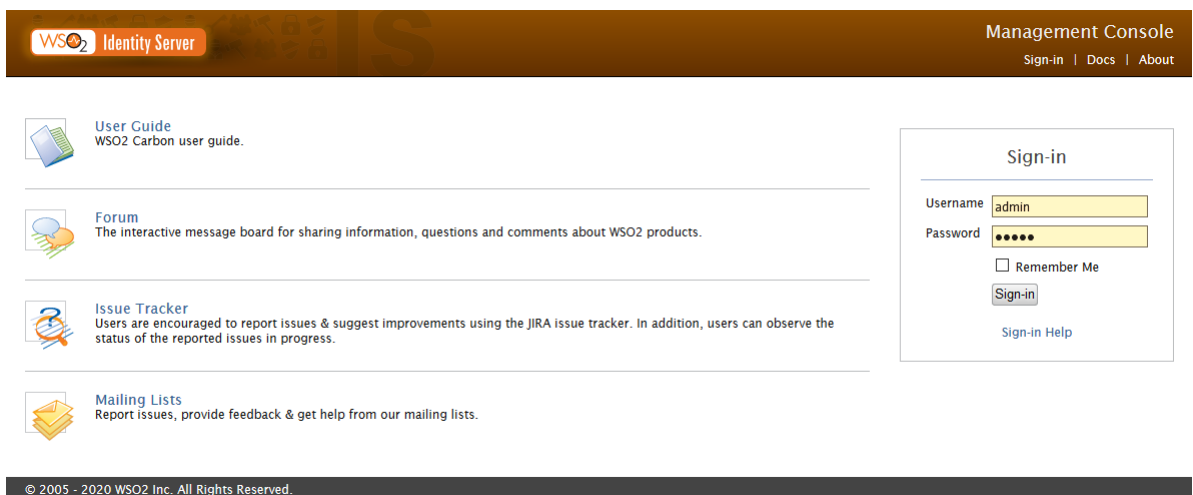 WSO2 Identity Server
IS
Management Console
Sign-in | Docs | About
User Guide
WSO2 Carbon user guide.
Forum
The interactive message board for sharing information, questions and comments about WSO2 products.
Issue Tracker
Users are encouraged to report issues & suggest improvements using the JIRA issue tracker. In addition, users can observe the
status of the reported issues in progress.
Mailing Lists
Report issues, provide feedback & get help from our mailing lists.
Sign-in
Username admin
Password •••••
Remember Me
Sign-in
Sign-in Help
© 2005 - 2020 WSO2 Inc. All Rights Reserved.